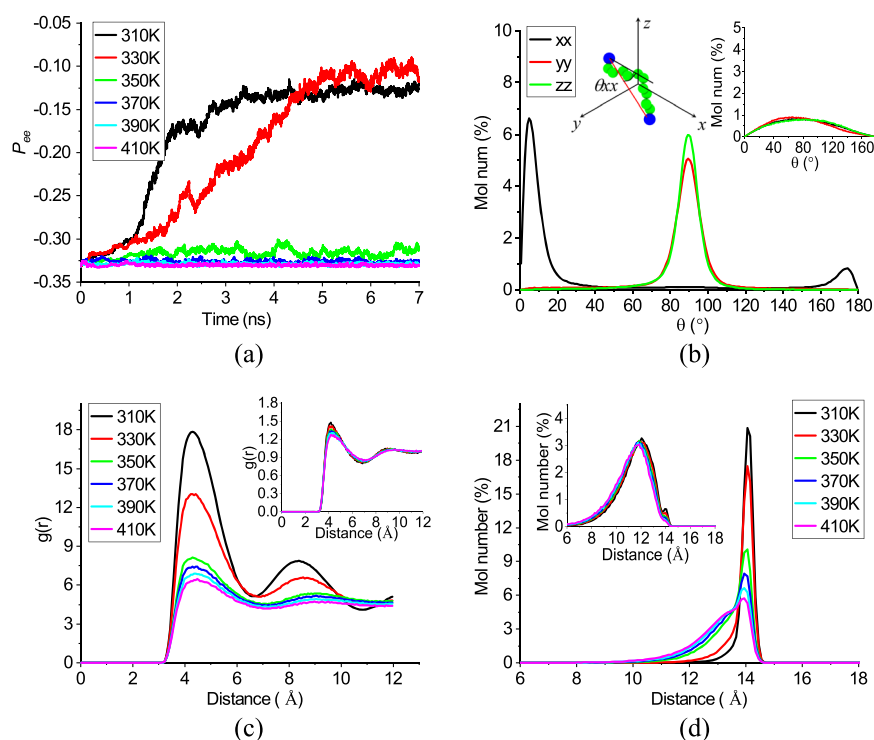 -0.05
-0.10
-0.15
-0.20
-0.25
-0.30
-0.35
Pee
310K
330K
350K
370K
390K
410K
0 1 2 3 4 5 6 7
Time (ns)
(a)
10
8
6
4
2
0
Mol num (%)
xx
yy
zz
z
θxx
y
x
5
4
3
2
1
0
Mol num (%)
0 40 80 120 160
θ (°)
0 20 40 60 80 100 120 140 160 180
θ (°)
(b)
18
15
12
9
6
3
0
g(r)
310K
330K
350K
370K
390K
410K
1.8
1.5
1.2
0.9
0.6
0.3
0.0
g(r)
0 2 4 6 8 10 12
Distance (Å)
0 2 4 6 8 10 12
Distance ( Å)
(c)
21
18
15
12
9
6
3
0
Mol number (%)
5
4
3
2
1
0
Mol number (%)
6 8 10 12 14 16 18
Distance ( Å)
310K
330K
350K
370K
390K
410K
6 8 10 12 14 16 18
Distance ( Å)
(d)